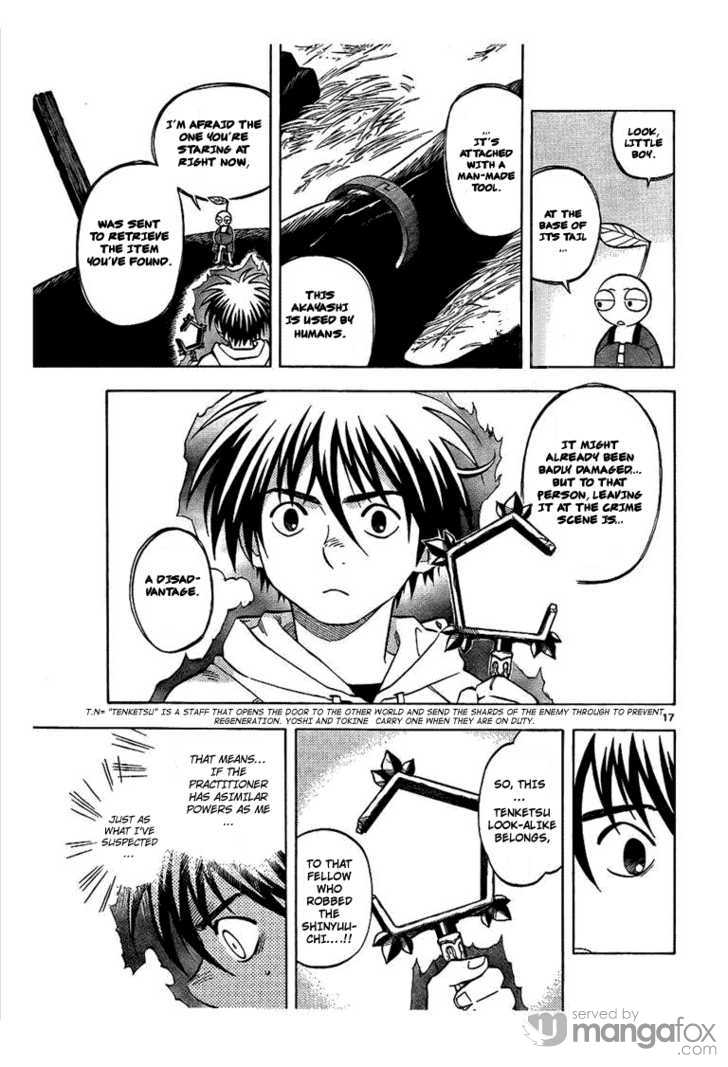 LOOK,
LITTLE
BOY.
AT THE
BASE OF
ITS TAIL
...
...
IT'S
ATTACHED
WITH A
MAN-MADE
TOOL.
THIS
AKAYASHI
IS USED BY
HUMANS.
I'M AFRAID THE
ONE YOU'RE
STARING AT
RIGHT NOW,
WAS SENT
TO RETRIEVE
THE ITEM
YOU'VE FOUND.
IT MIGHT
ALREADY BEEN
BADLY DAMAGED...
BUT TO THAT
PERSON, LEAVING
IT AT THE CRIME
SCENE IS...
A DISAD-
VANTAGE.
T.N= "TENKETSU" IS A STAFF THAT OPENS THE DOOR TO THE OTHER WORLD AND SEND THE SHARDS OF THE ENEMY THROUGH TO PREVENT
REGENERATION. YOSHI AND TOKINE CARRY ONE WHEN THEY ARE ON DUTY.
17
SO, THIS
...
TENKETSU
LOOK-ALIKE
BELONGS,
TO THAT
FELLOW
WHO
ROBBED
THE
SHINYUU-
CHI....!!
THAT MEANS...
IF THE
PRACTITIONER
HAS ASIMILAR
POWERS AS ME
...
JUST AS
WHAT I'VE
SUSPECTED
...
served by
mangafox
.com